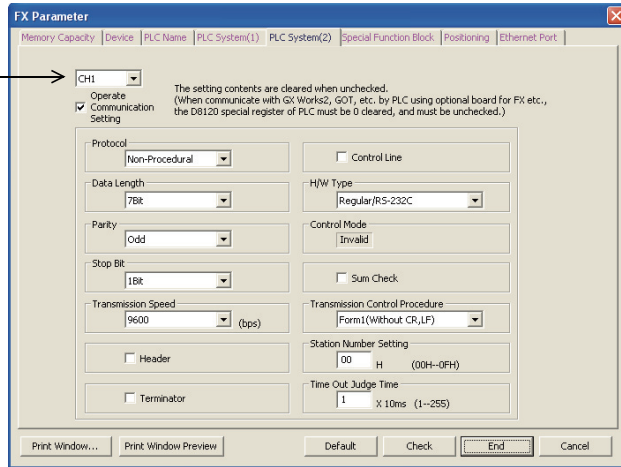 FX Parameter
Memory Capacity Device PLC Name PLC System(1) PLC System(2) Special Function Block Positioning Ethernet Port
CH1
Operate
Communication
Setting
The setting contents are cleared when unchecked.
(When communicate with GX Works2, GOT, etc. by PLC using optional board for FX etc.,
the D8120 special register of PLC must be 0 cleared, and must be unchecked.)
Protocol
Non-Procedural
Control Line
Data Length
7Bit
H/W Type
Regular/RS-232C
Parity
Odd
Control Mode
Invalid
Stop Bit
1Bit
Sum Check
Transmission Speed
9600 (bps)
Transmission Control Procedure
Form1(Without CR,LF)
Header
Station Number Setting
00 H (00H--0FH)
Terminator
Time Out Judge Time
1 X 10ms (1--255)
Print Window... Print Window Preview Default Check End Cancel